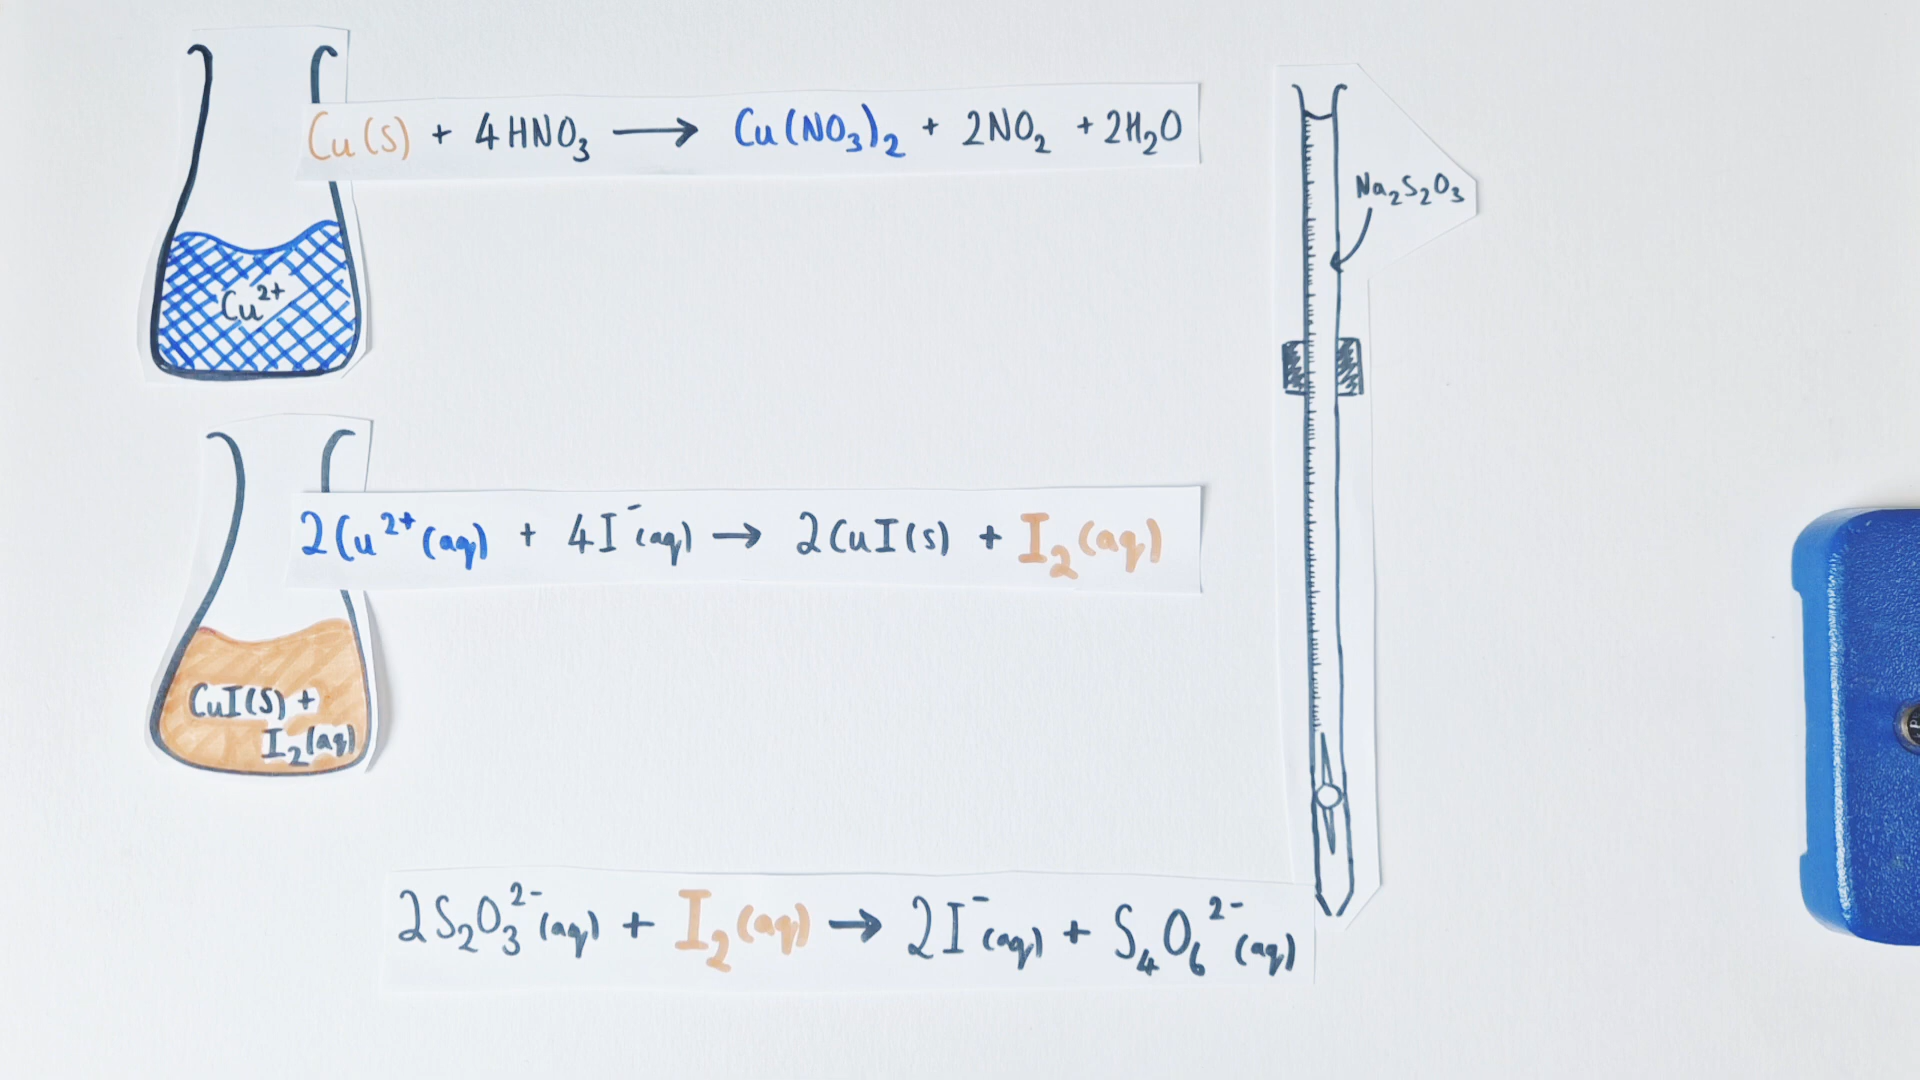 Cu(s) + 4HNO₃ ⟶ Cu(NO₃)₂ + 2NO₂ + 2H₂O
Na₂S₂O₃
Cu²⁺
2Cu²⁺(aq) + 4I⁻(aq) → 2CuI(s) + I₂(aq)
CuI(s) +
I₂(aq)
2S₂O₃²⁻(aq) + I₂(aq) → 2I⁻(aq) + S₄O₆²⁻(aq)